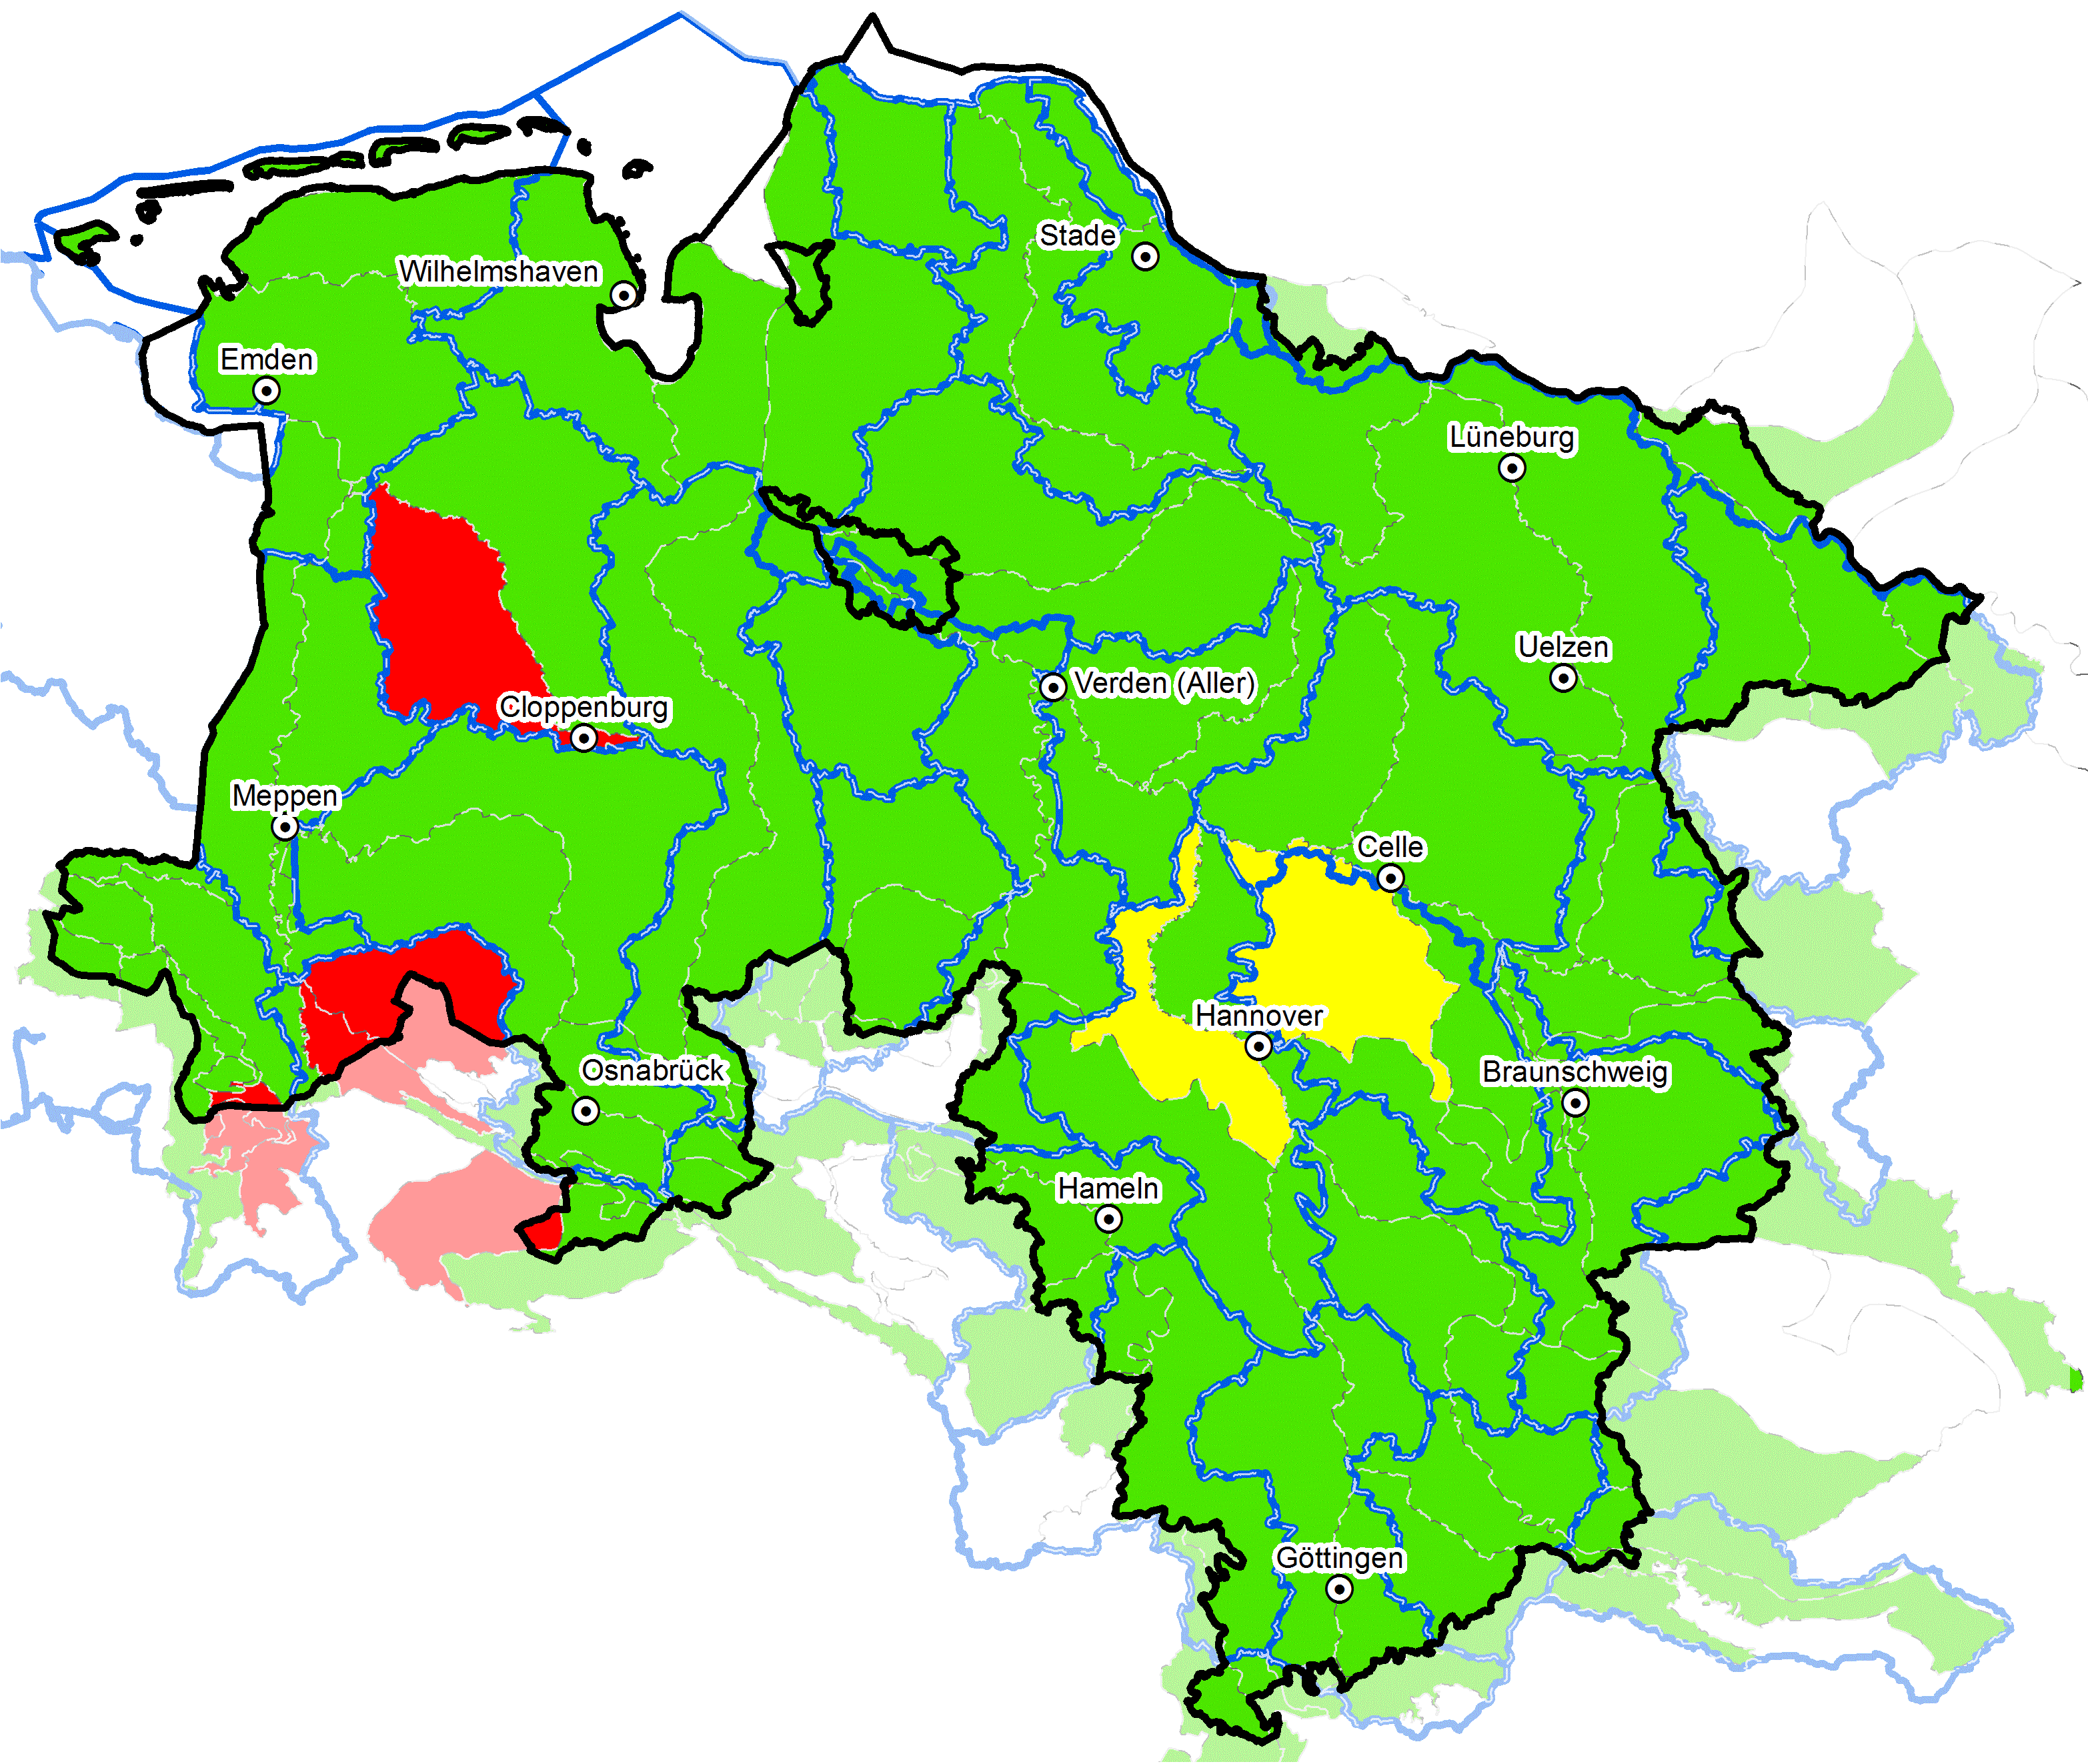 Stade
Wilhelmshaven
Emden
Lüneburg
Uelzen
Verden (Aller)
Cloppenburg
Meppen
Celle
Hannover
Osnabrück
Braunschweig
Hameln
Göttingen